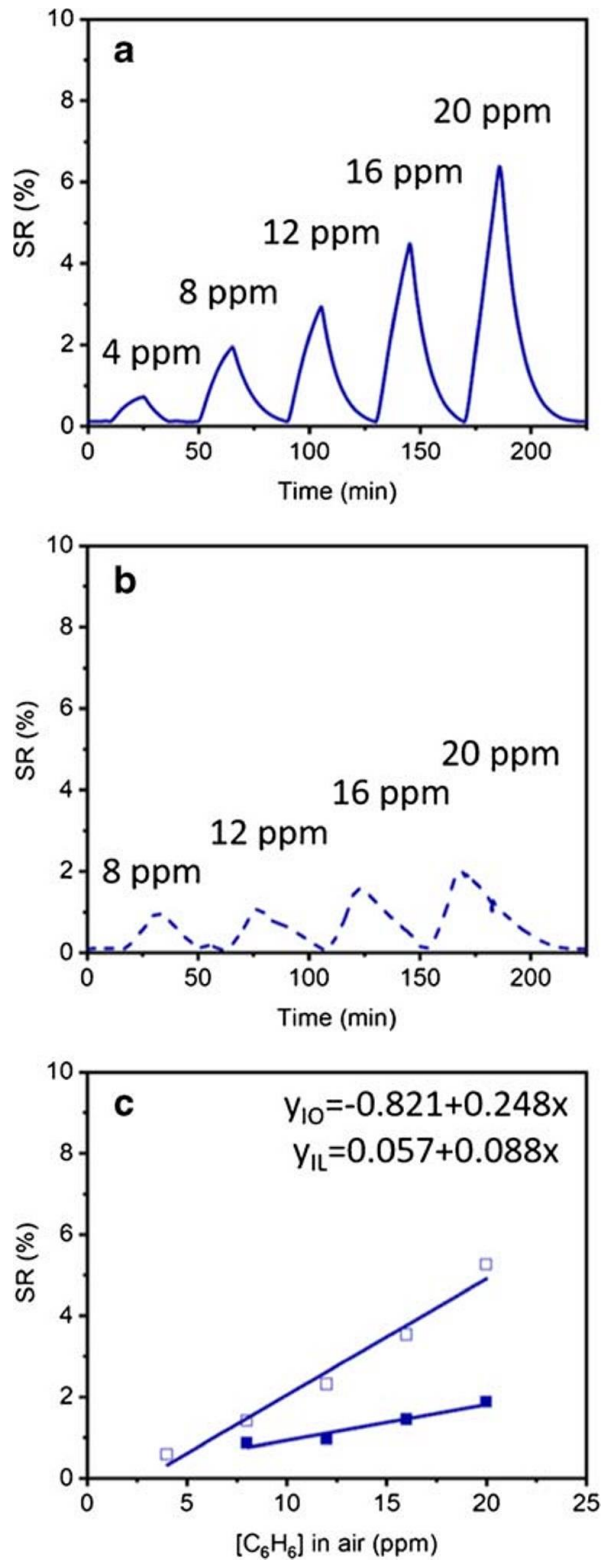 a
10
8
6
4
2
0
SR (%)
4 ppm
8 ppm
12 ppm
16 ppm
20 ppm
0 50 100 150 200
Time (min)
b
10
8
6
4
2
0
SR (%)
8 ppm
12 ppm
16 ppm
20 ppm
0 50 100 150 200
Time (min)
c
10
8
6
4
2
0
SR (%)
y_IO=-0.821+0.248x
y_IL=0.057+0.088x
0 5 10 15 20 25
[C₆H₆] in air (ppm)